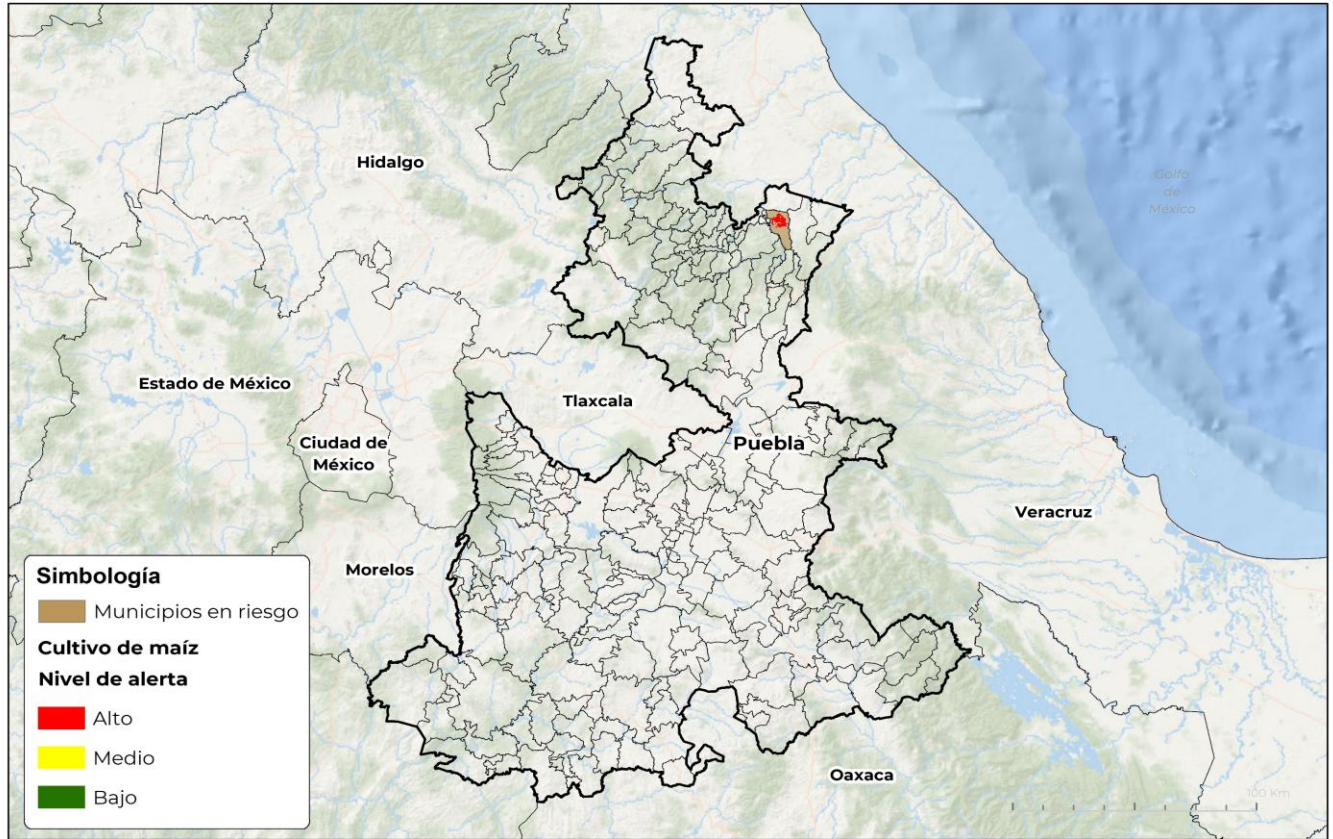 Hidalgo
Golfo
de
México
Estado de México
Tlaxcala
Ciudad de
México
Puebla
Veracruz
Morelos
Oaxaca
Simbología
Municipios en riesgo
Cultivo de maíz
Nivel de alerta
Alto
Medio
Bajo
100 Km